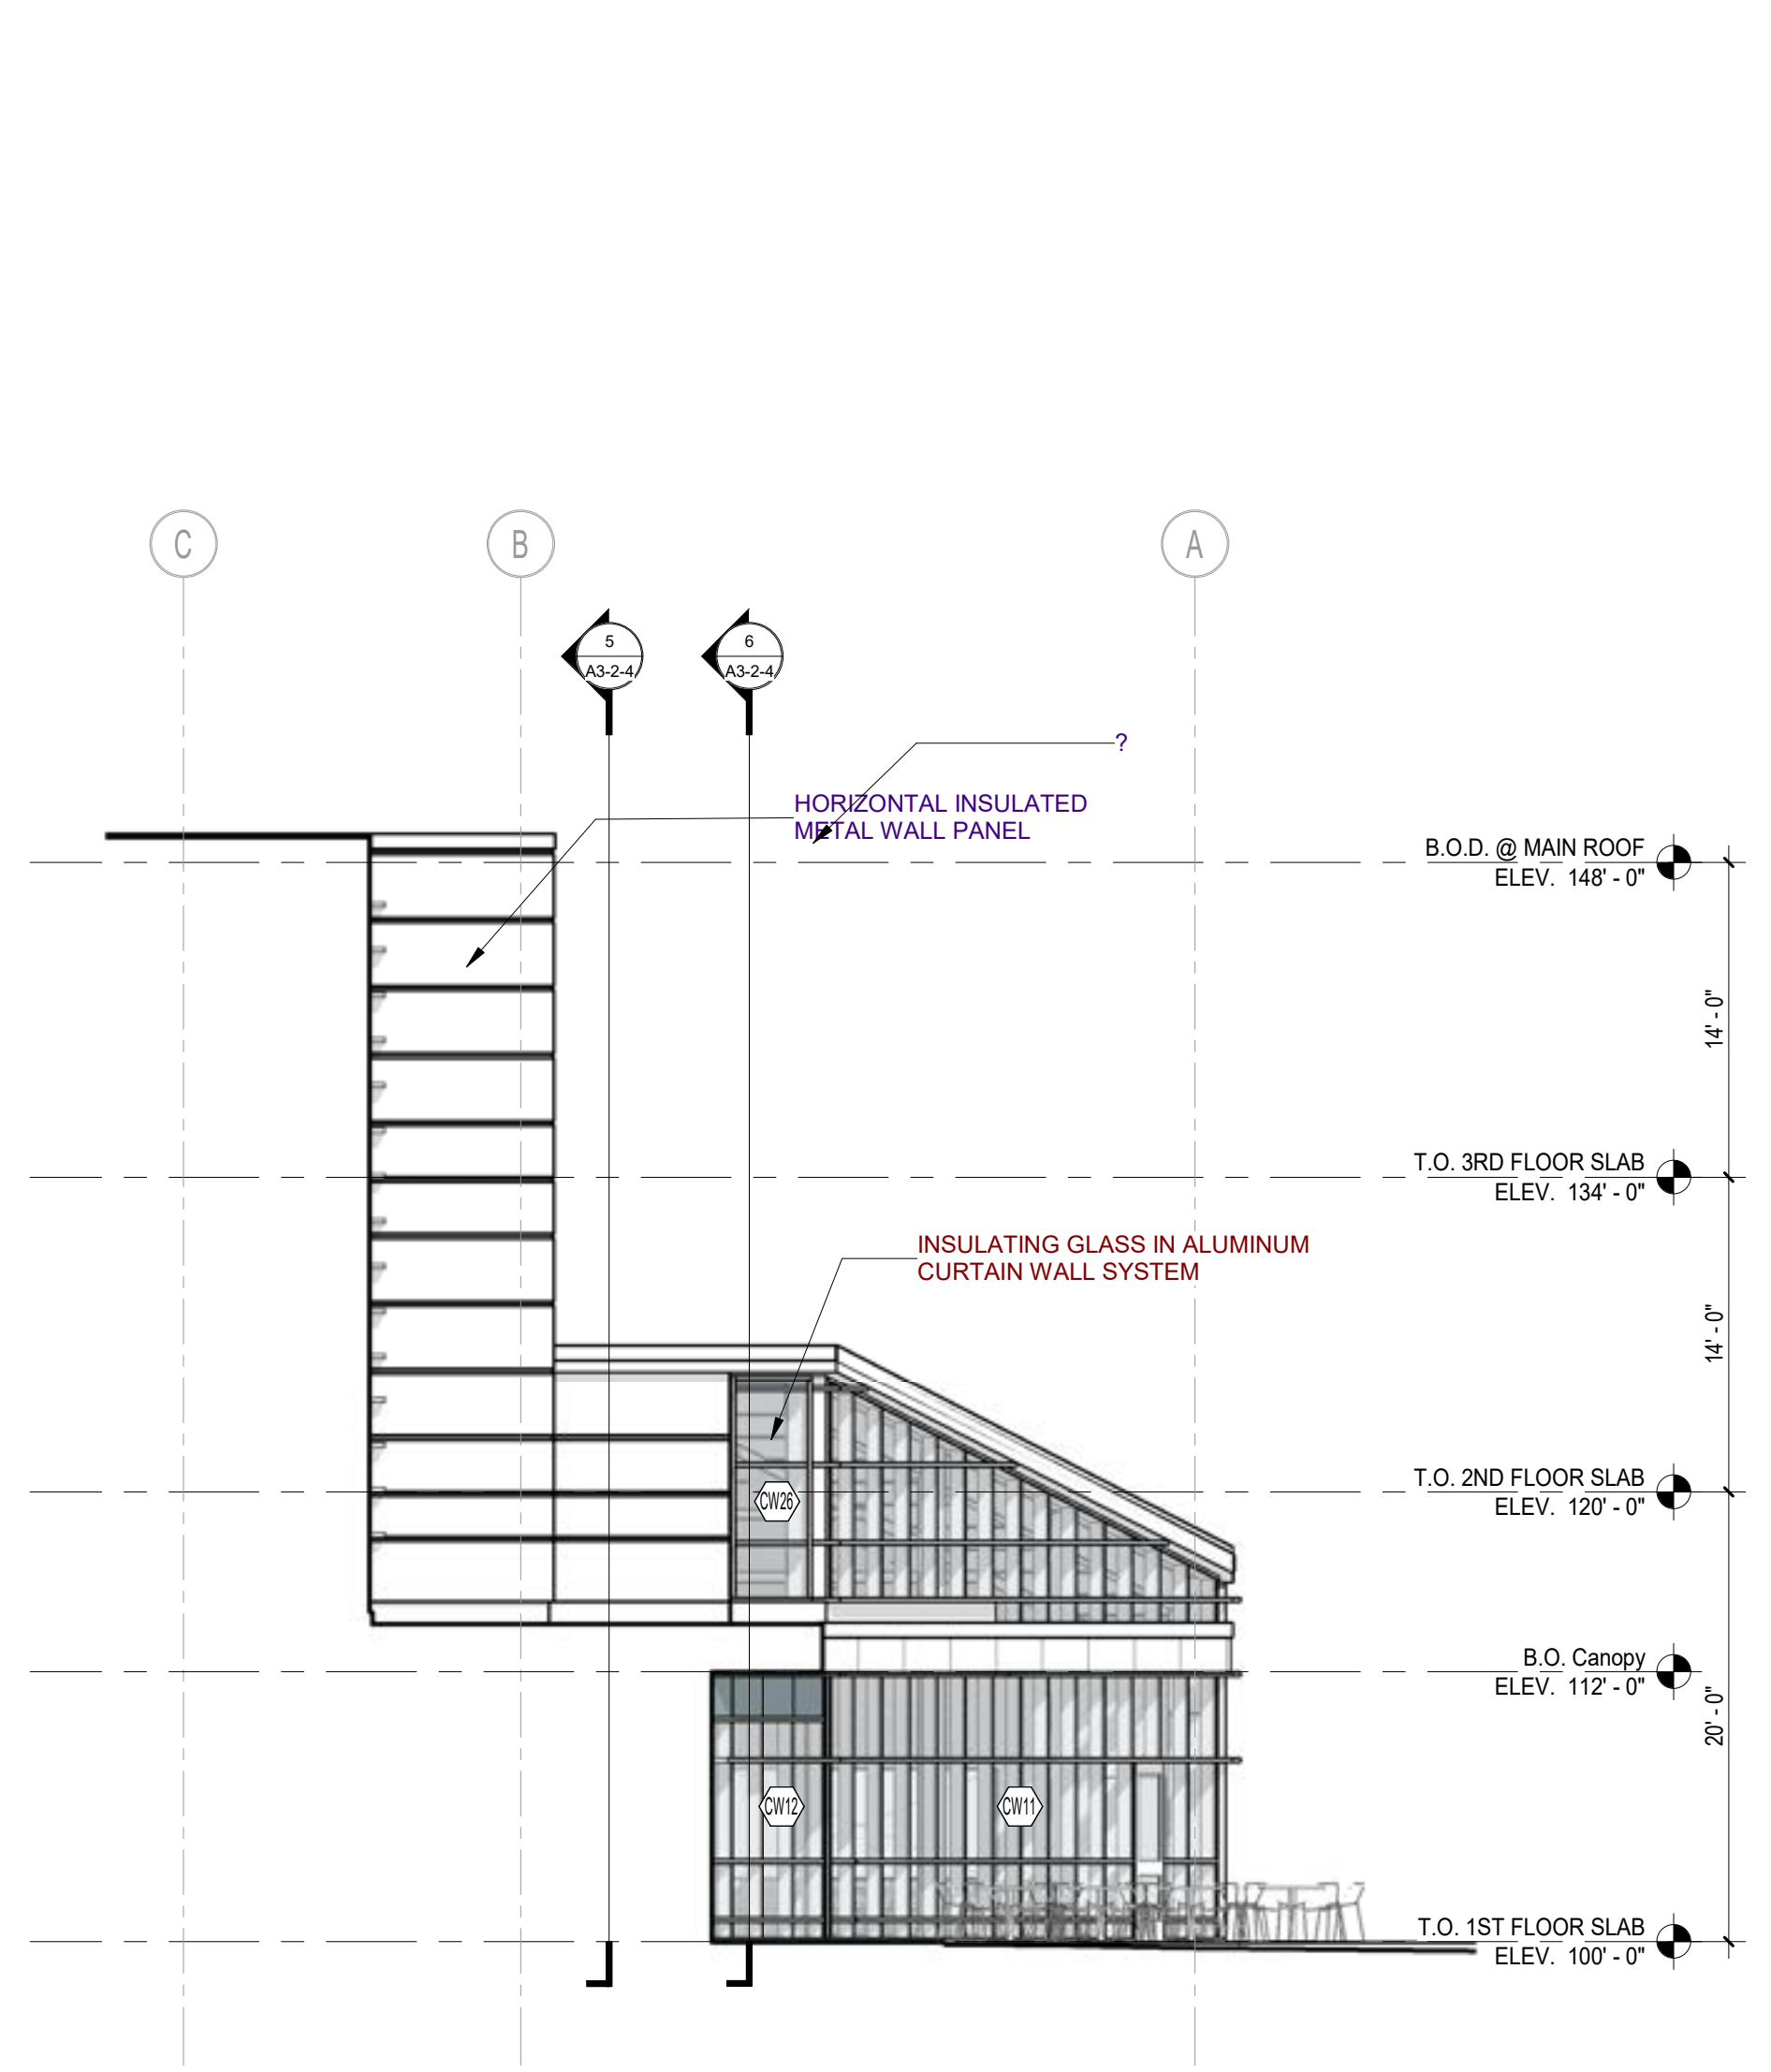 C
B
A
5
A3-2-4
6
A3-2-4
?
HORIZONTAL INSULATED
METAL WALL PANEL
B.O.D. @ MAIN ROOF
ELEV. 148' - 0"
14' - 0"
T.O. 3RD FLOOR SLAB
ELEV. 134' - 0"
INSULATING GLASS IN ALUMINUM
CURTAIN WALL SYSTEM
14' - 0"
T.O. 2ND FLOOR SLAB
ELEV. 120' - 0"
CW26
B.O. Canopy
ELEV. 112' - 0"
20' - 0"
CW12
CW11
T.O. 1ST FLOOR SLAB
ELEV. 100' - 0"